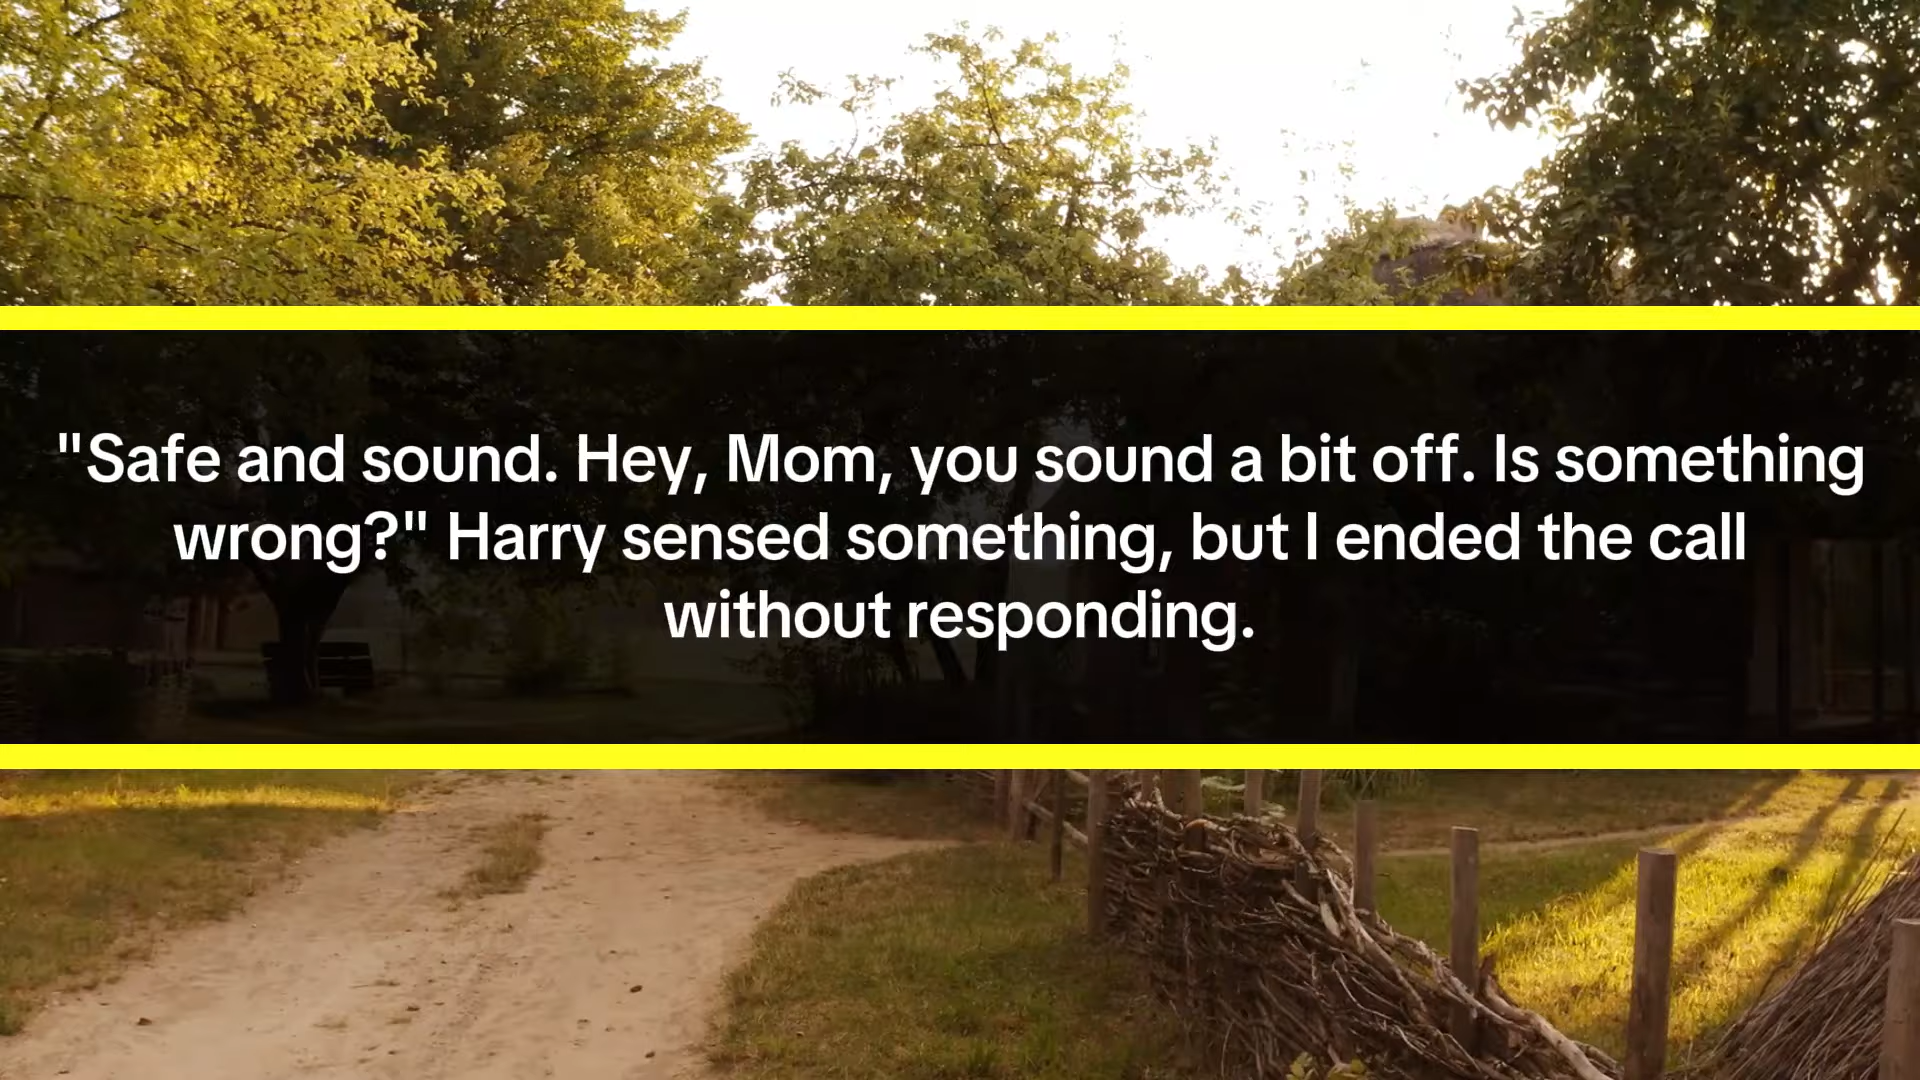 "Safe and sound. Hey, Mom, you sound a bit off. Is something
wrong?" Harry sensed something, but I ended the call
without responding.